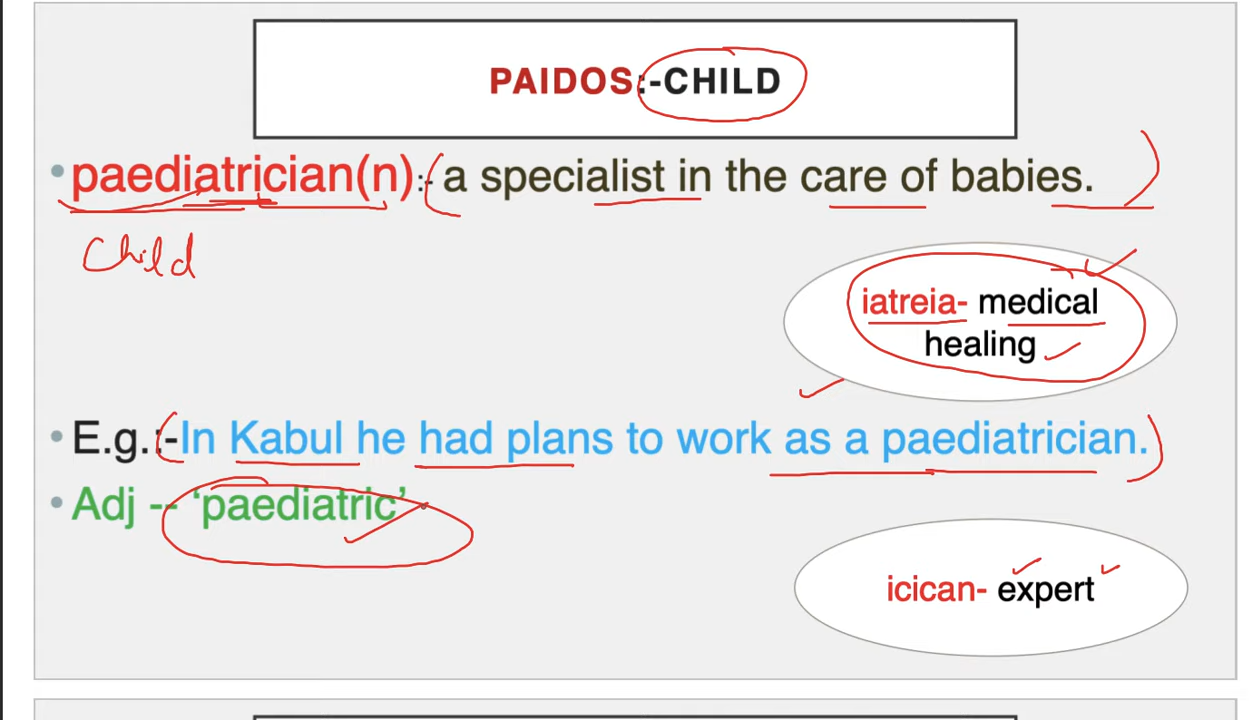 PAIDOS:-CHILD
• paediatrician(n):- a specialist in the care of babies.
Child
iatreia- medical
healing
• E.g.:-In Kabul he had plans to work as a paediatrician.
• Adj -- ‘paediatric’
icican- expert